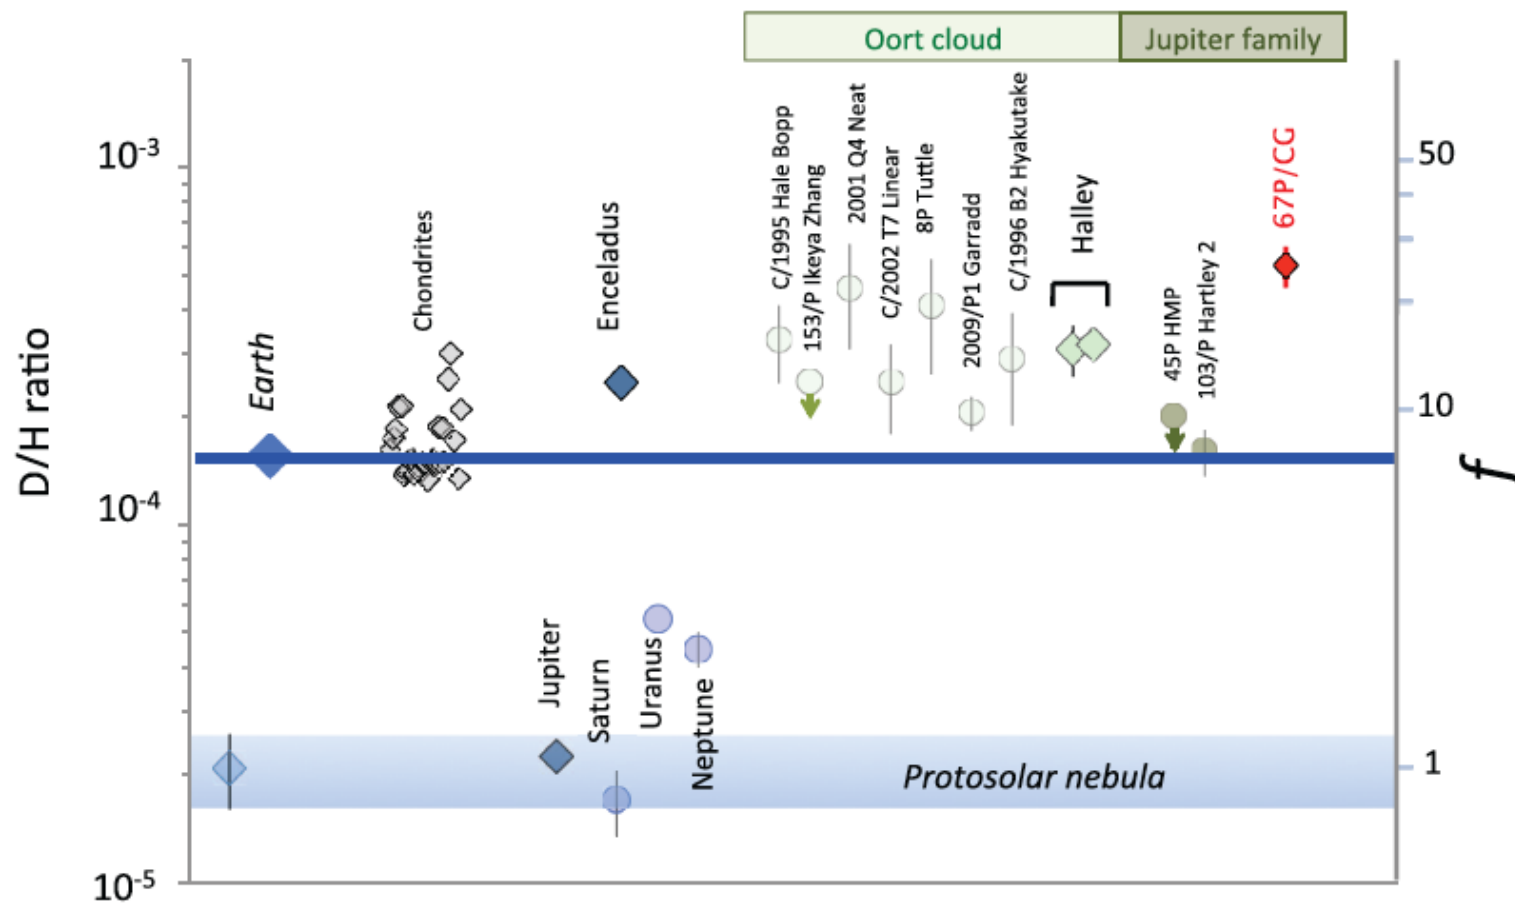 Oort cloud
Jupiter family
D/H ratio
10-3
10-4
10-5
Earth
Chondrites
Enceladus
C/1995 Hale Bopp
153/P Ikeya Zhang
2001 Q4 Neat
C/2002 T7 Linear
8P Tuttle
2009/P1 Garradd
C/1996 B2 Hyakutake
Halley
45P HMP
103/P Hartley 2
67P/CG
Jupiter
Saturn
Uranus
Neptune
Protosolar nebula
50
10
1
f